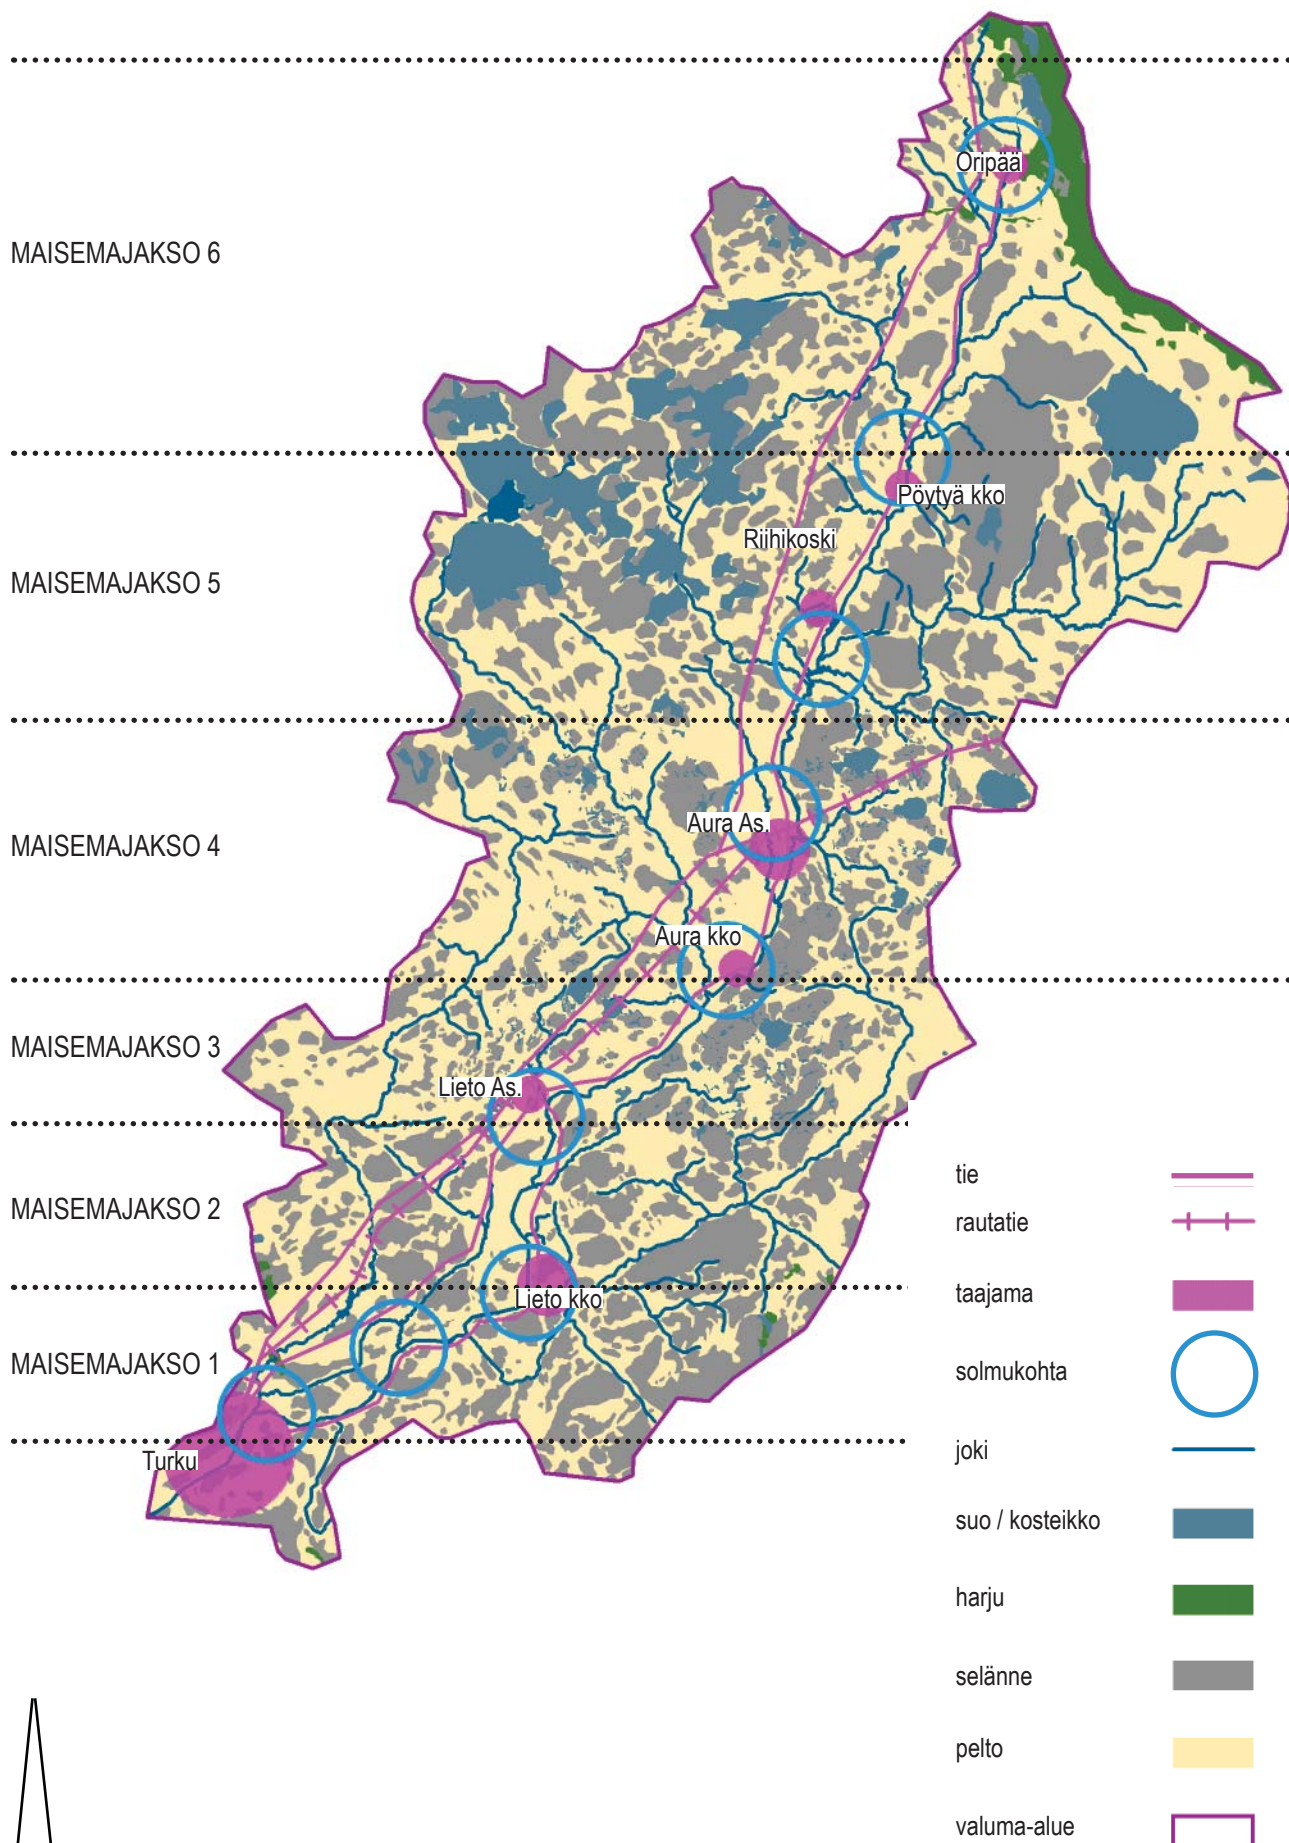 Oripää
MAISEMAJAKSO 6
Pöytyä kko
Riihikoski
MAISEMAJAKSO 5
Aura As.
MAISEMAJAKSO 4
Aura kko
MAISEMAJAKSO 3
Lieto As.
MAISEMAJAKSO 2
Lieto kko
MAISEMAJAKSO 1
Turku
tie
rautatie
taajama
solmukohta
joki
suo / kosteikko
harju
selänne
pelto
valuma-alue